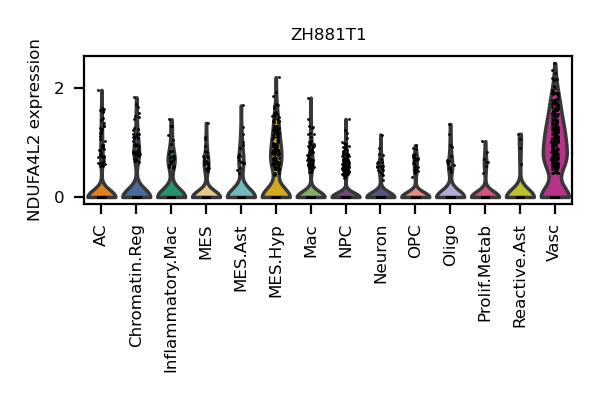 ZH881T1
NDUFA4L2 expression
2
0
AC
Chromatin.Reg
Inflammatory.Mac
MES
MES.Ast
MES.Hyp
Mac
NPC
Neuron
OPC
Oligo
Prolif.Metab
Reactive.Ast
Vasc